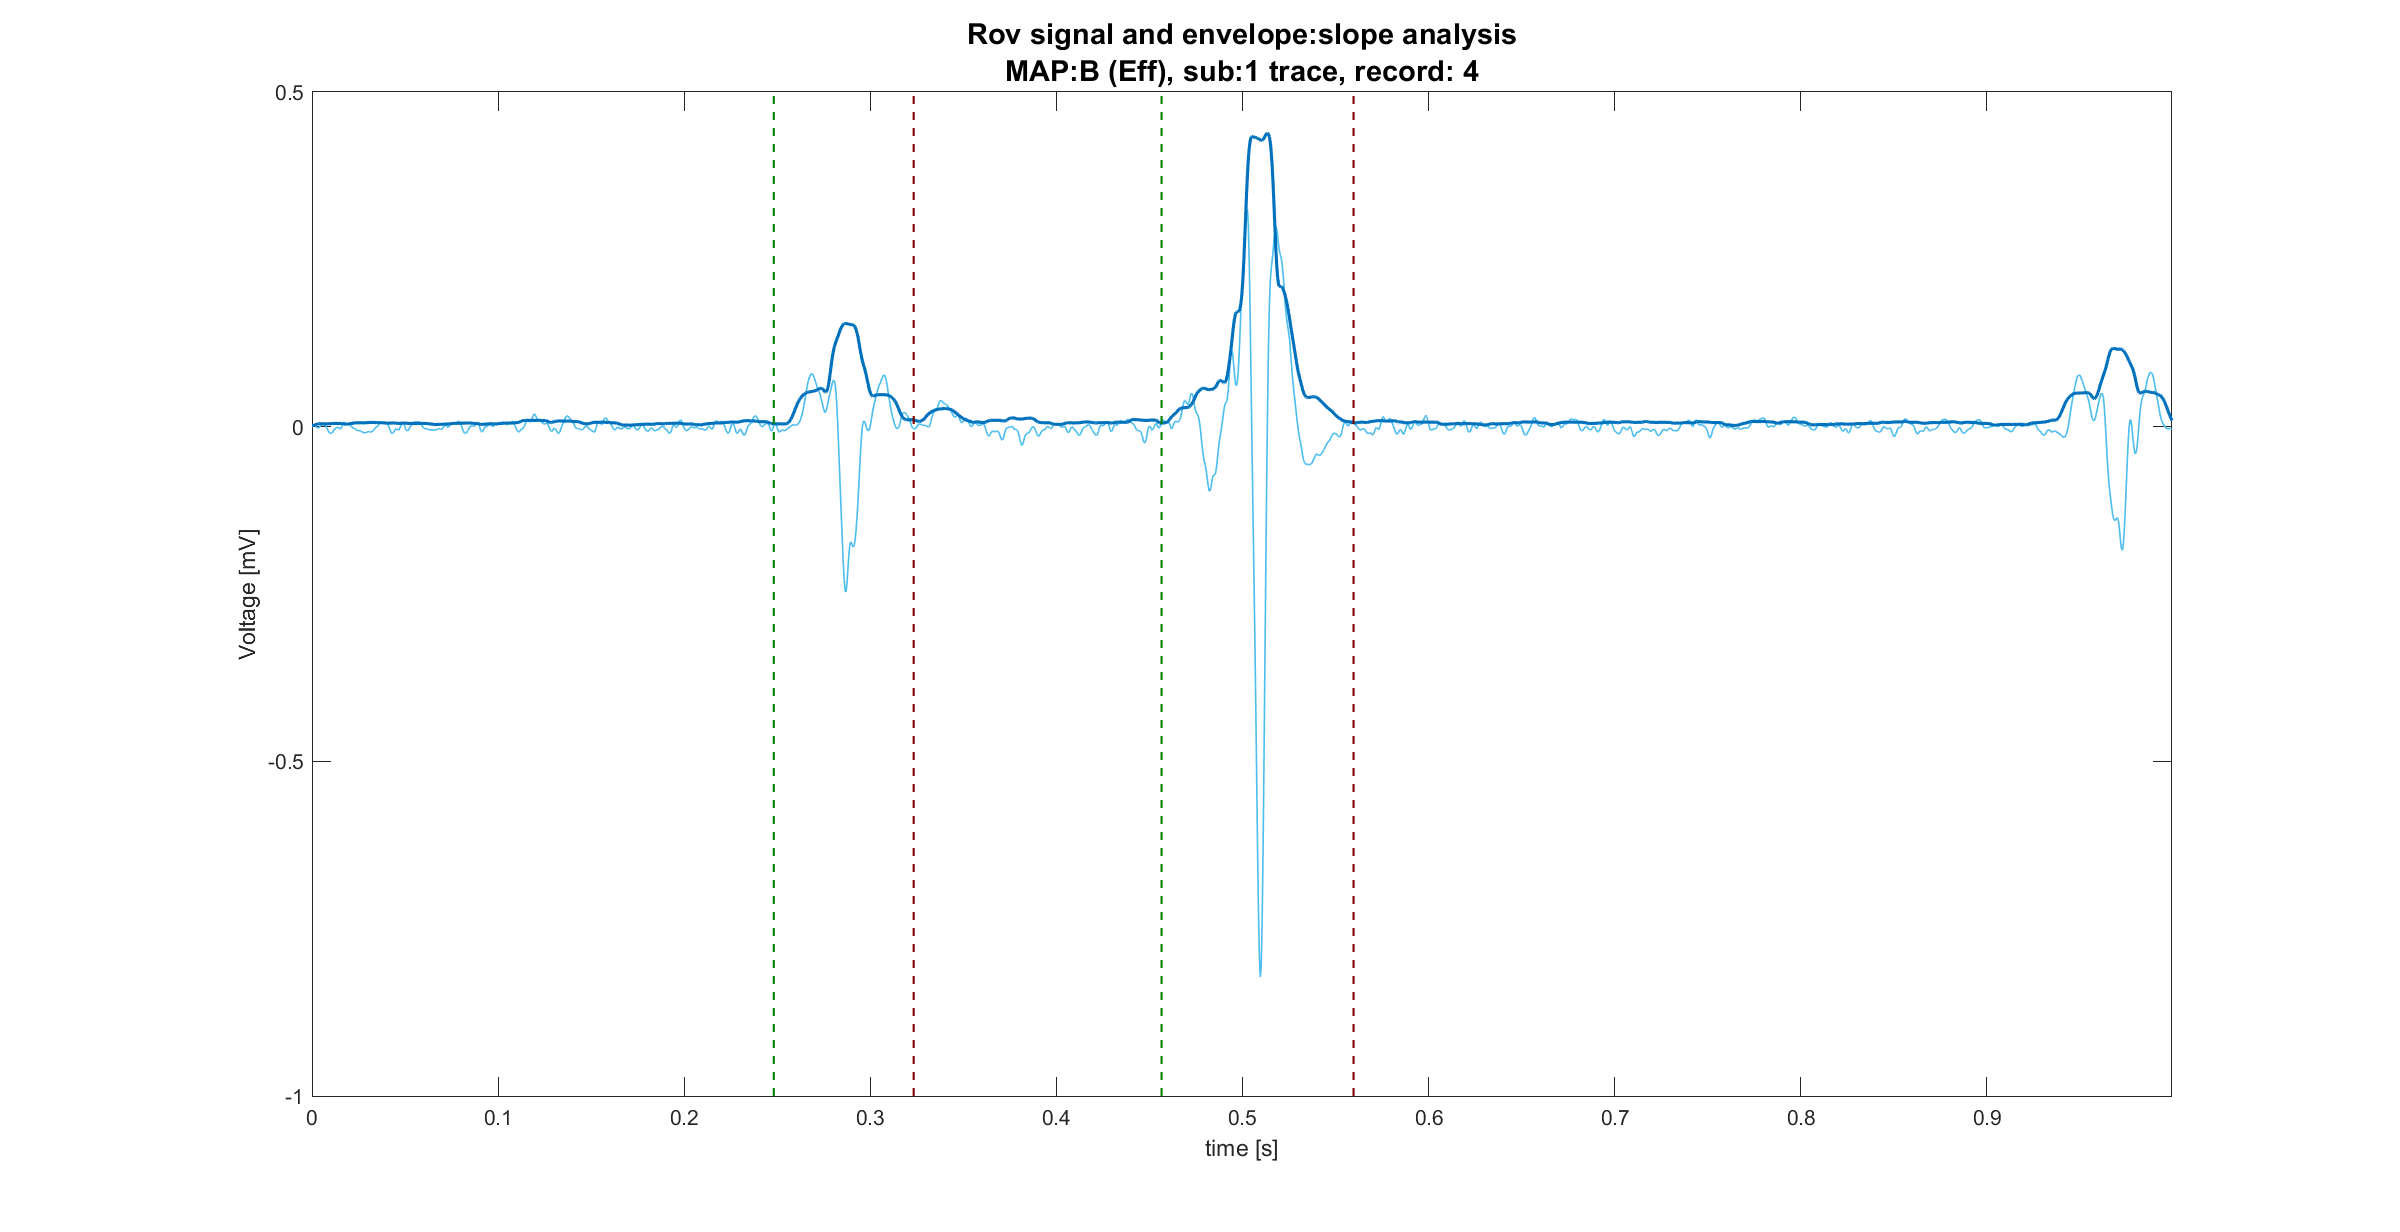 Rov signal and envelope:slope analysis
MAP:B (Eff), sub:1 trace, record: 4
0.5
0
-0.5
-1
Voltage [mV]
0 0.1 0.2 0.3 0.4 0.5 0.6 0.7 0.8 0.9
time [s]